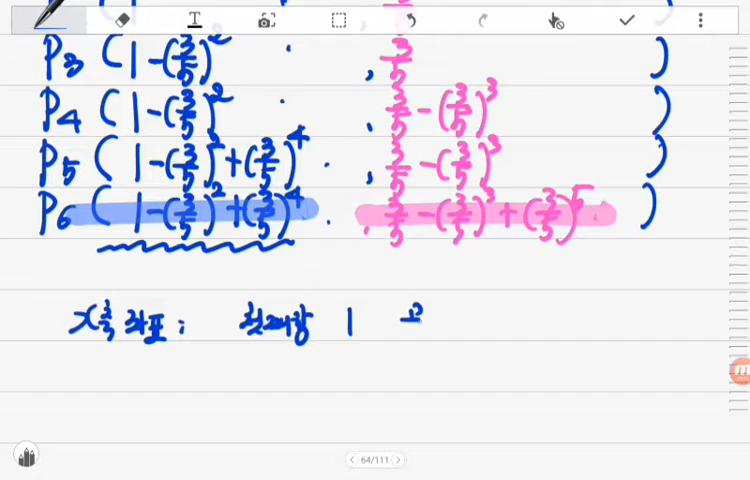 P3 ( 1-(3/5)^2 , 3/5 )
P4 ( 1-(3/5)^2 , 3/5-(3/5)^3 )
P5 ( 1-(3/5)^2+(3/5)^4 , 3/5-(3/5)^3 )
P6 ( 1-(3/5)^2+(3/5)^4 , 3/5-(3/5)^3+(3/5)^5 )
x축 좌표 : 첫째항 1 고
64/111